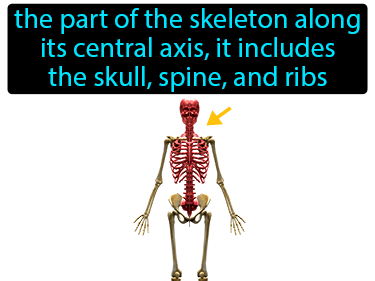 the part of the skeleton along
its central axis, it includes
the skull, spine, and ribs